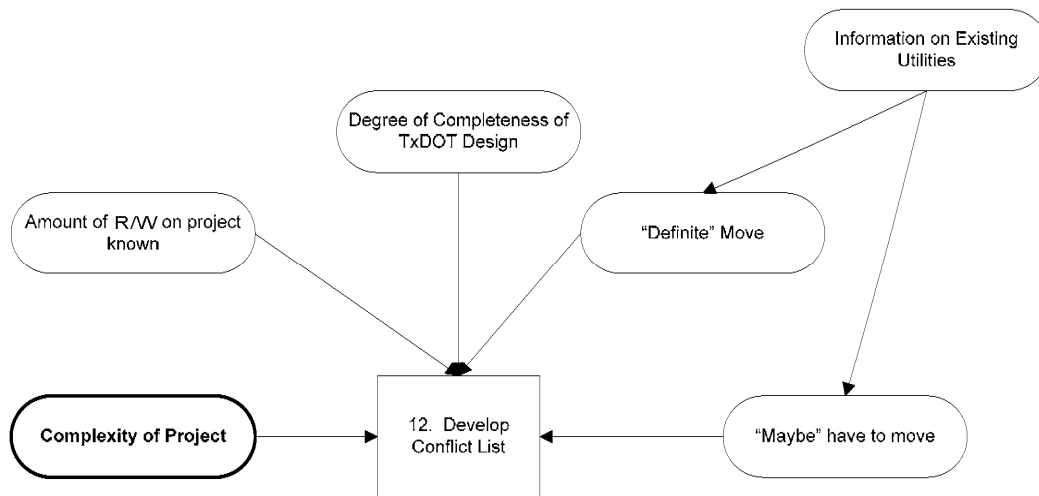 Information on Existing
Utilities
Degree of Completeness of
TxDOT Design
Amount of R/W on project
known
“Definite” Move
Complexity of Project
12.  Develop
Conflict List
“Maybe” have to move